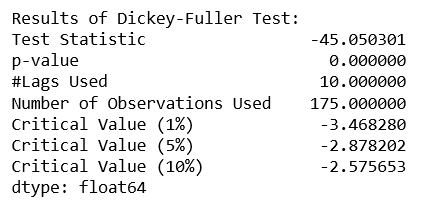 Results of Dickey-Fuller Test:
Test Statistic -45.050301
p-value 0.000000
#Lags Used 10.000000
Number of Observations Used 175.000000
Critical Value (1%) -3.468280
Critical Value (5%) -2.878202
Critical Value (10%) -2.575653
dtype: float64